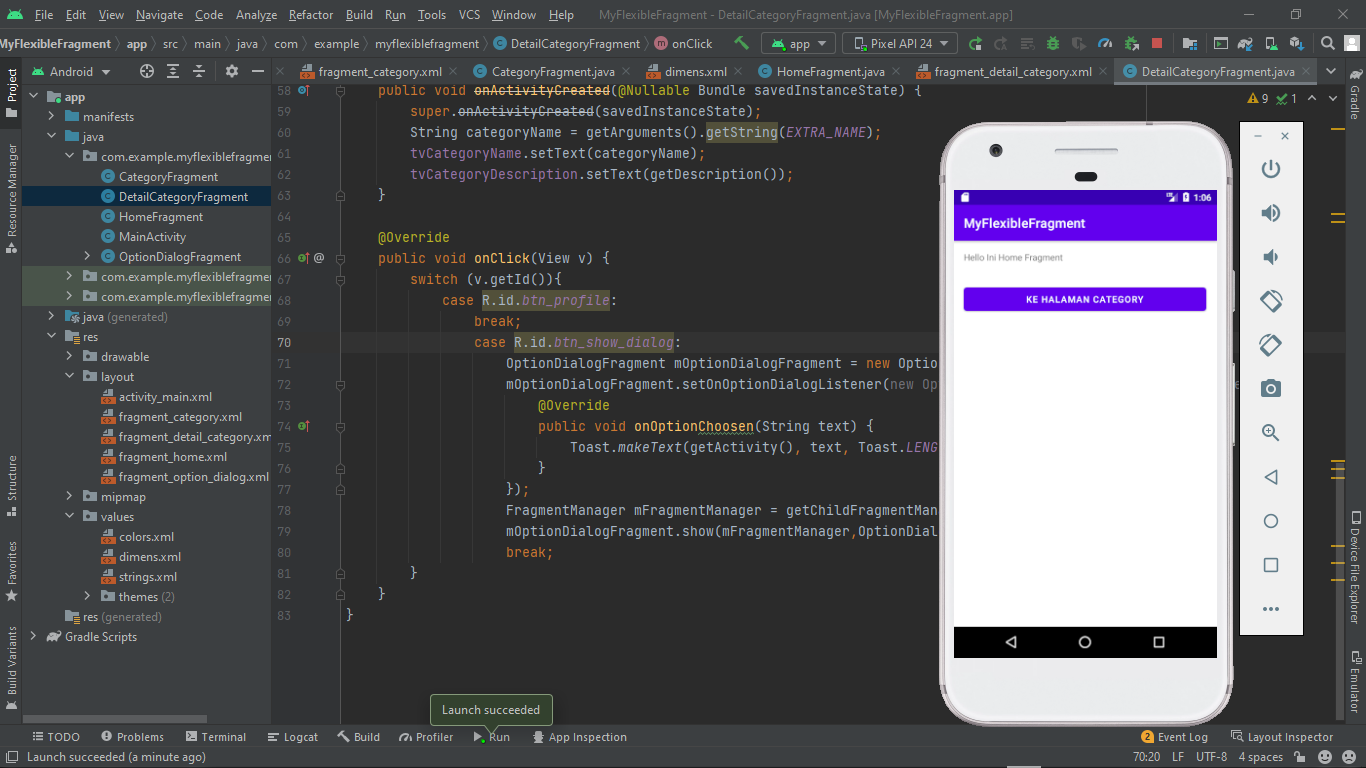 File Edit View Navigate Code Analyze Refactor Build Run Tools VCS Window Help MyFlexibleFragment - DetailCategoryFragment.java [MyFlexibleFragment.app]
MyFlexibleFragment app src main java com example myflexiblefragment DetailCategoryFragment onClick app Pixel API 24
Android
fragment_category.xml CategoryFragment.java dimens.xml HomeFragment.java fragment_detail_category.xml DetailCategoryFragment.java
Project
Resource Manager
Structure
Favorites
Build Variants
app
manifests
java
com.example.myflexiblefragme
CategoryFragment
DetailCategoryFragment
HomeFragment
MainActivity
OptionDialogFragment
com.example.myflexiblefragme
com.example.myflexiblefragme
java (generated)
res
drawable
layout
activity_main.xml
fragment_category.xml
fragment_detail_category.xm
fragment_home.xml
fragment_option_dialog.xml
mipmap
values
colors.xml
dimens.xml
strings.xml
themes (2)
res (generated)
Gradle Scripts
9 1
58 public void onActivityCreated(@Nullable Bundle savedInstanceState) {
59 super.onActivityCreated(savedInstanceState);
60 String categoryName = getArguments().getString(EXTRA_NAME);
61 tvCategoryName.setText(categoryName);
62 tvCategoryDescription.setText(getDescription());
63 }
64
65 @Override
66 @ public void onClick(View v) {
67 switch (v.getId()){
68 case R.id.btn_profile:
69 break;
70 case R.id.btn_show_dialog:
71 OptionDialogFragment mOptionDialogFragment = new Optio
72 mOptionDialogFragment.setOnOptionDialogListener(new Op
73 @Override
74 public void onOptionChoosen(String text) {
75 Toast.makeText(getActivity(), text, Toast.LENG
76 }
77 });
78 FragmentManager mFragmentManager = getChildFragmentMan
79 mOptionDialogFragment.show(mFragmentManager,OptionDial
80 break;
81 }
82 }
83 }
1:06
MyFlexibleFragment
Hello Ini Home Fragment
KE HALAMAN CATEGORY
Gradle
Device File Explorer
Emulator
Launch succeeded
TODO Problems Terminal Logcat Build Profiler Run App Inspection 2 Event Log Layout Inspector
Launch succeeded (a minute ago) 70:20 LF UTF-8 4 spaces